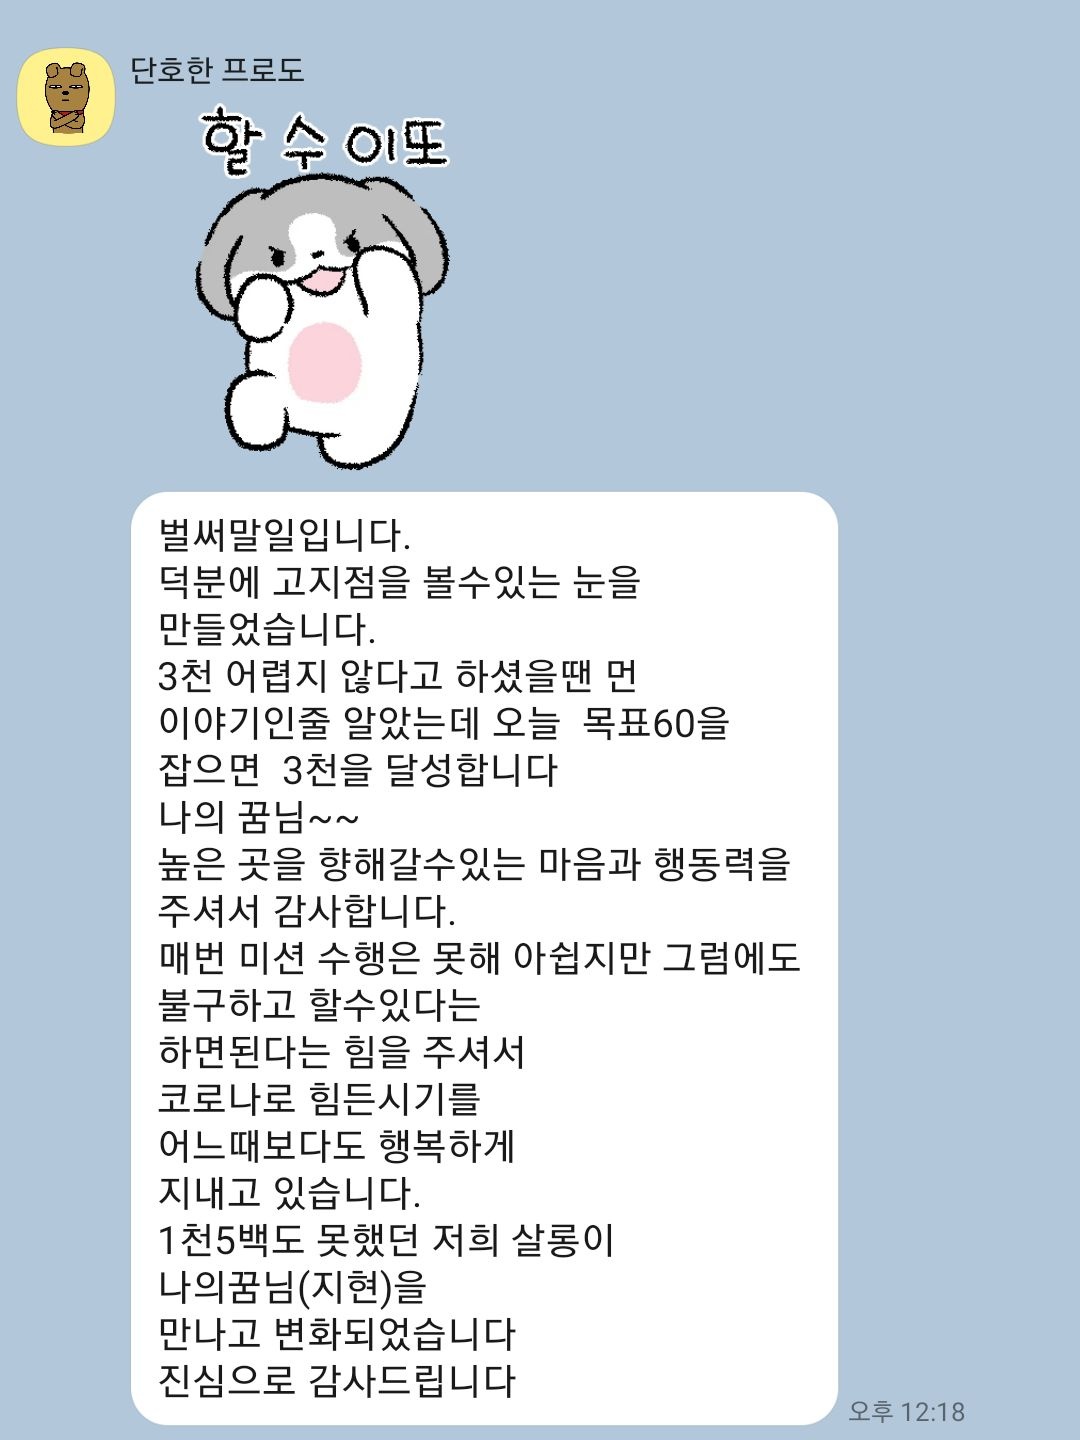 단호한 프로도
할 수 이또
벌써말일입니다.
덕분에 고지점을 볼수있는 눈을
만들었습니다.
3천 어렵지 않다고 하셨을땐 먼
이야기인줄 알았는데 오늘  목표60을
잡으면  3천을 달성합니다
나의 꿈님~~
높은 곳을 향해갈수있는 마음과 행동력을
주셔서 감사합니다.
매번 미션 수행은 못해 아쉽지만 그럼에도
불구하고 할수있다는
하면된다는 힘을 주셔서
코로나로 힘든시기를
어느때보다도 행복하게
지내고 있습니다.
1천5백도 못했던 저희 살롱이
나의꿈님(지현)을
만나고 변화되었습니다
진심으로 감사드립니다
오후 12:18